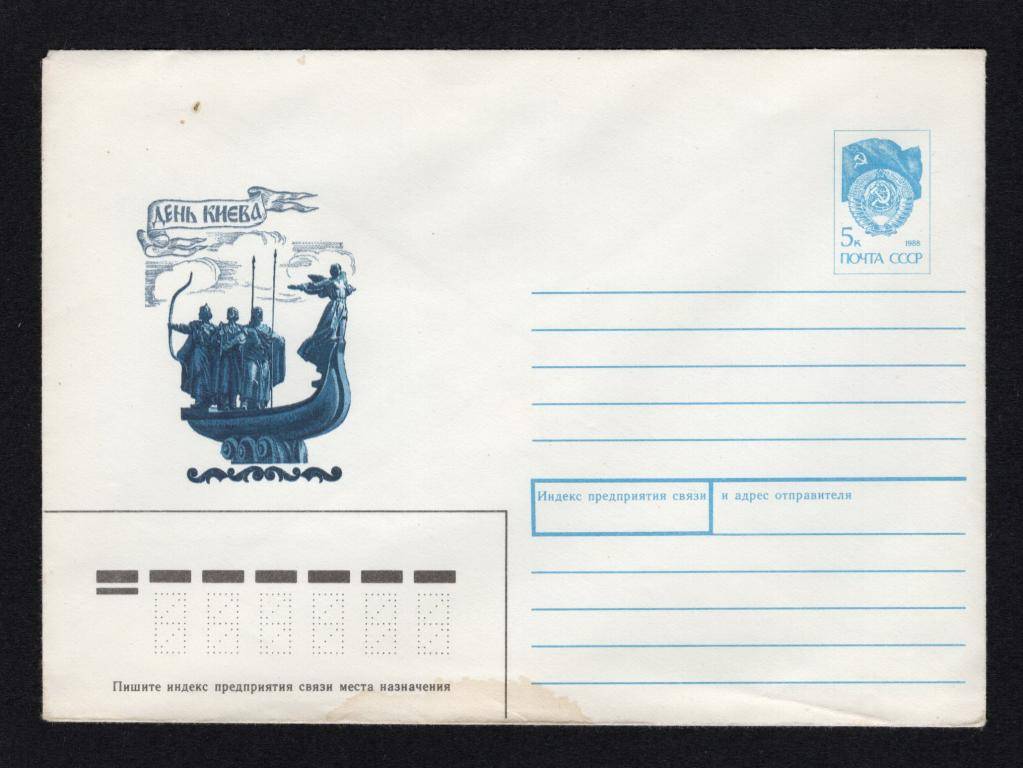 ДЕНЬ КИЕВА
5к 1988
ПОЧТА СССР
Индекс предприятия связи и адрес отправителя
Пишите индекс предприятия связи места назначения